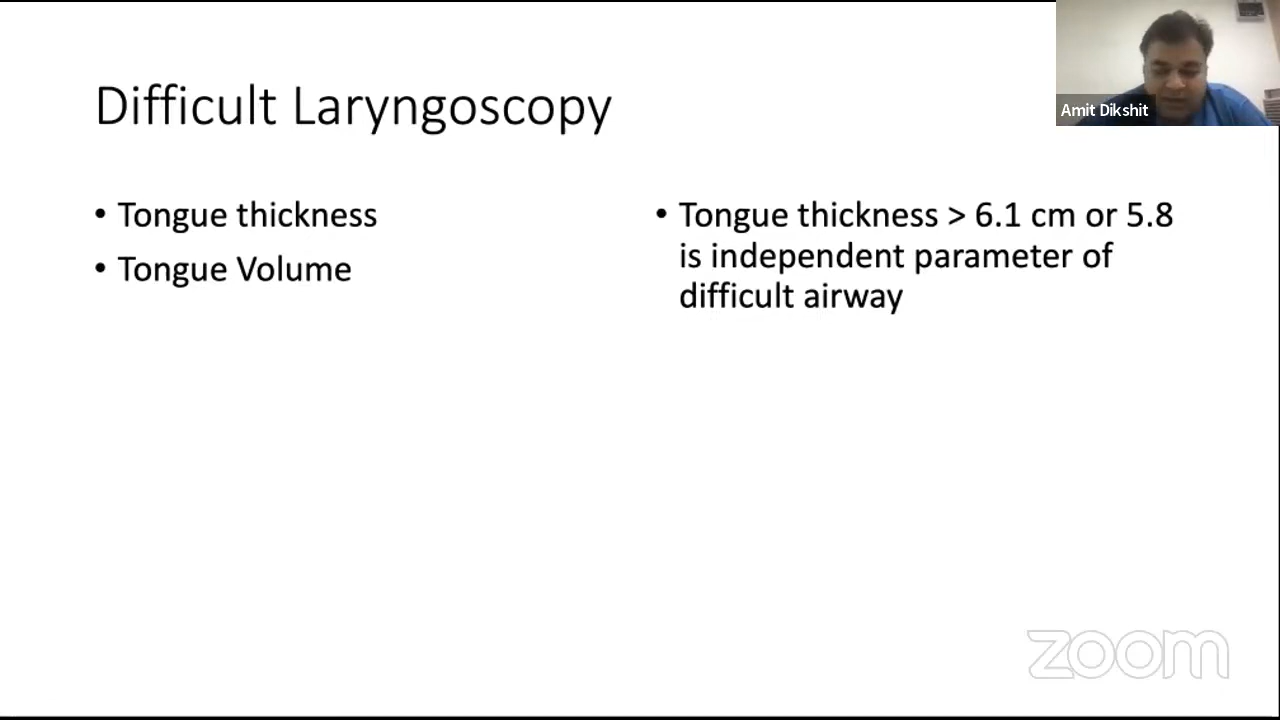 Difficult Laryngoscopy
Amit Dikshit
• Tongue thickness
• Tongue Volume
• Tongue thickness > 6.1 cm or 5.8
is independent parameter of
difficult airway
zoom